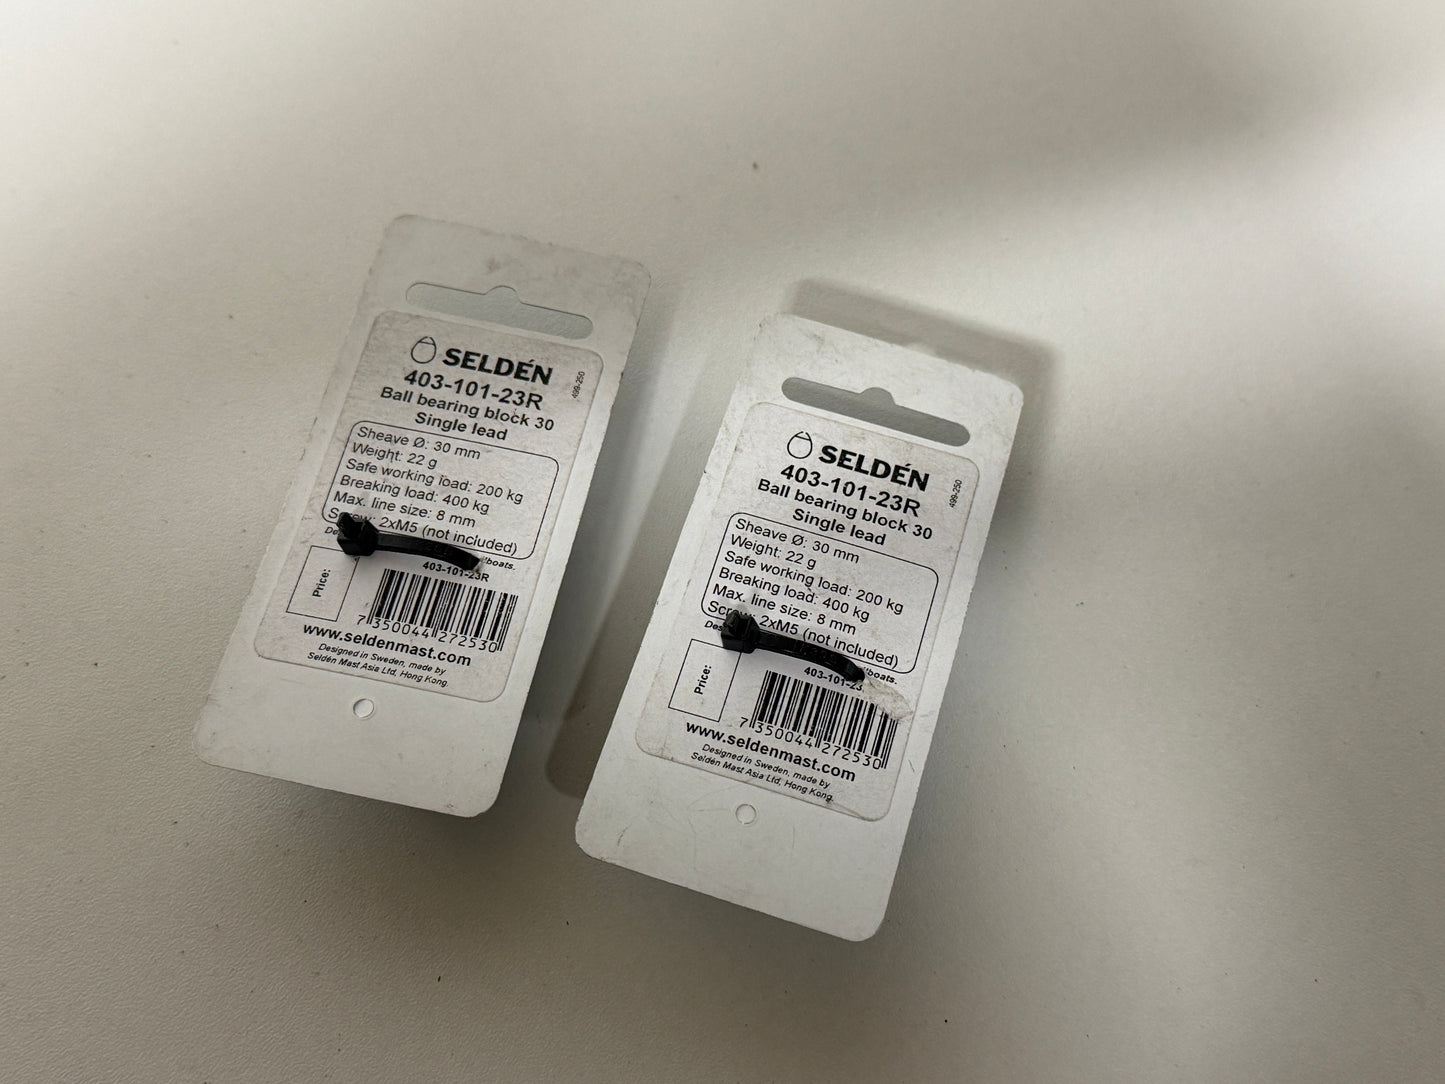 SELDÉN
403-101-23R
499-250
Ball bearing block 30
Single lead
Sheave Ø: 30 mm
Weight: 22 g
Safe working load: 200 kg
Breaking load: 400 kg
Max. line size: 8 mm
2xM5 (not included)
403-101-23R
Price:
7 350044 272530
www.seldenmast.com
Designed in Sweden, made by
Seldén Mast Asia Ltd, Hong Kong.
SELDÉN
403-101-23R
499-250
Ball bearing block 30
Single lead
Sheave Ø: 30 mm
Weight: 22 g
Safe working load: 200 kg
Breaking load: 400 kg
Max. line size: 8 mm
2xM5 (not included)
Price:
7 350044 272530
www.seldenmast.com
Designed in Sweden, made by
Seldén Mast Asia Ltd, Hong Kong.